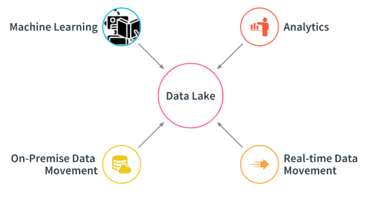 Machine Learning
Analytics
Data Lake
On-Premise Data
Movement
Real-time Data
Movement